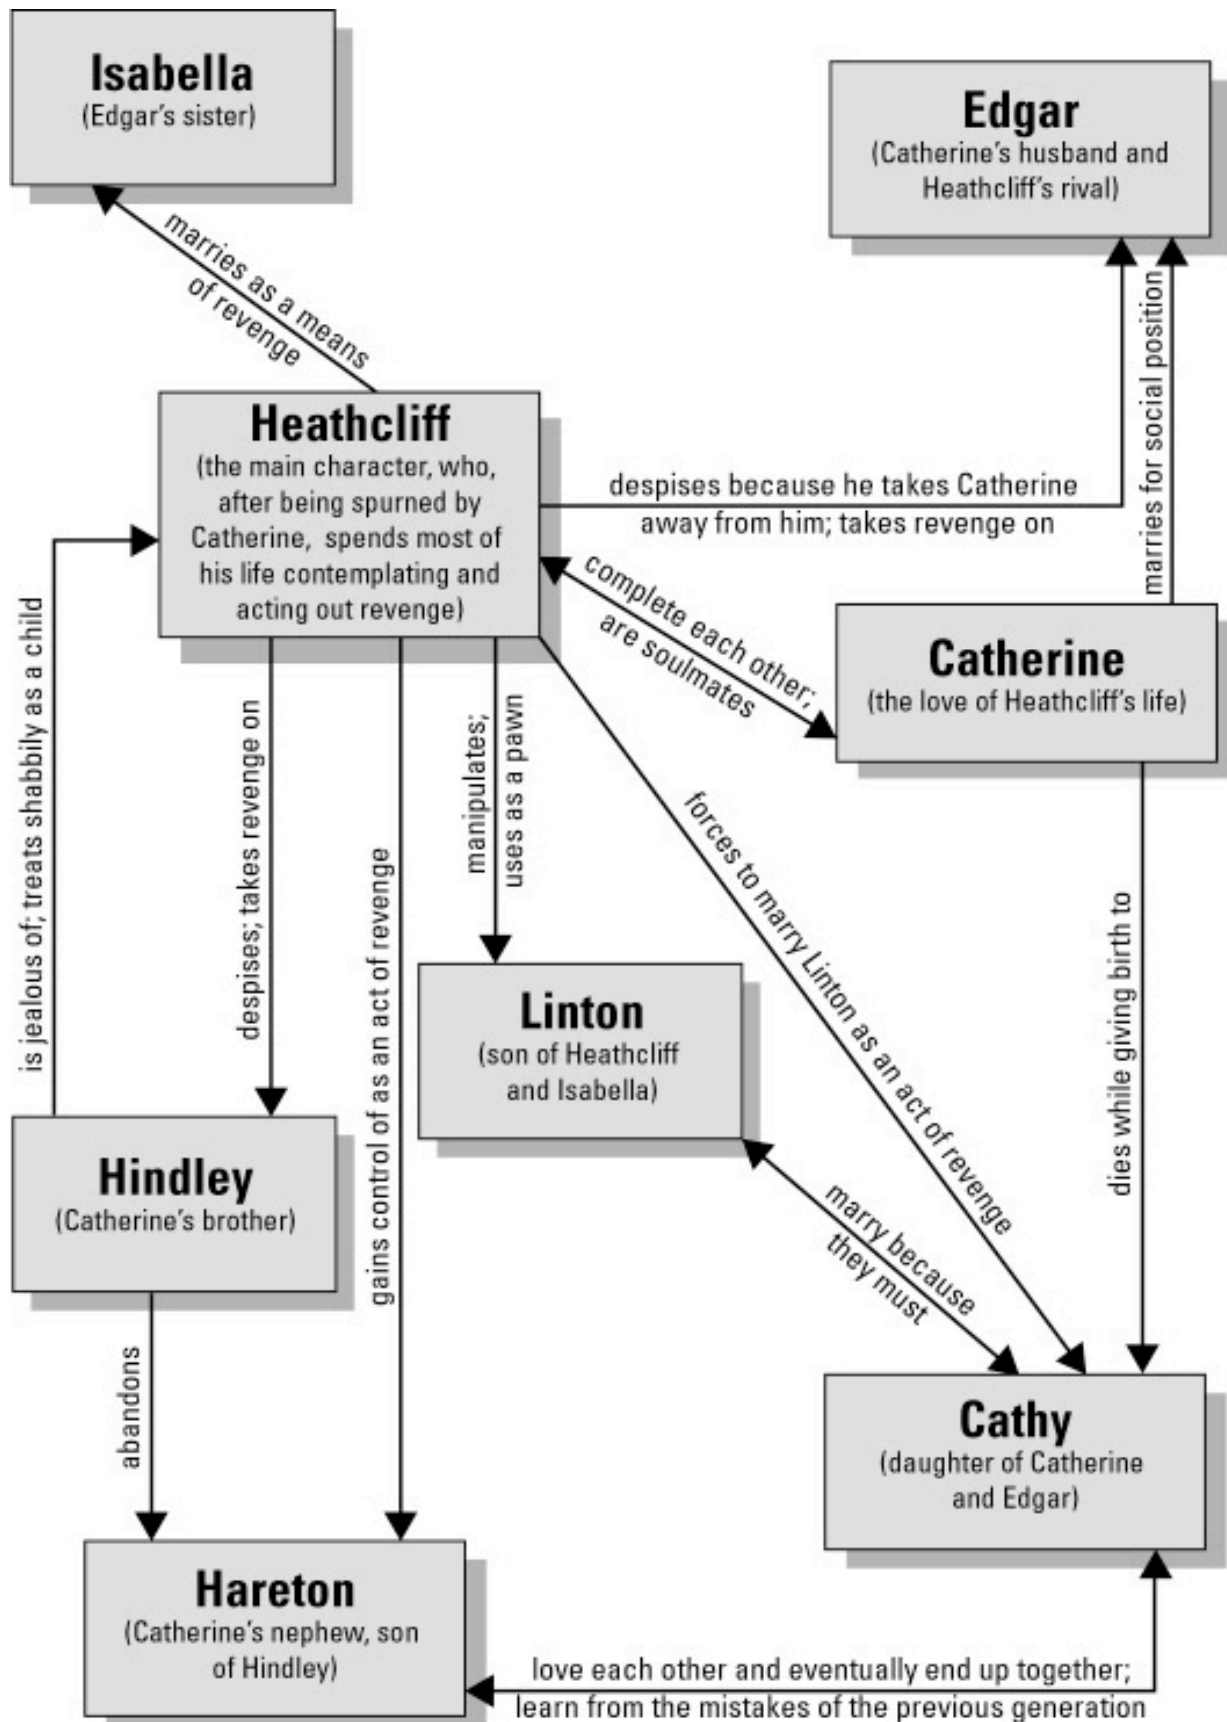 Isabella
(Edgar's sister)
Edgar
(Catherine's husband and
Heathcliff's rival)
marries as a means
of revenge
marries for social position
Heathcliff
(the main character, who,
after being spurned by
Catherine, spends most of
his life contemplating and
acting out revenge)
despises because he takes Catherine
away from him; takes revenge on
complete each other;
are soulmates
Catherine
(the love of Heathcliff's life)
is jealous of; treats shabbily as a child
despises; takes revenge on
gains control of as an act of revenge
manipulates;
uses as a pawn
forces to marry Linton as an act of revenge
dies while giving birth to
Linton
(son of Heathcliff
and Isabella)
Hindley
(Catherine's brother)
marry because
they must
abandons
Cathy
(daughter of Catherine
and Edgar)
Hareton
(Catherine's nephew, son
of Hindley)
love each other and eventually end up together;
learn from the mistakes of the previous generation